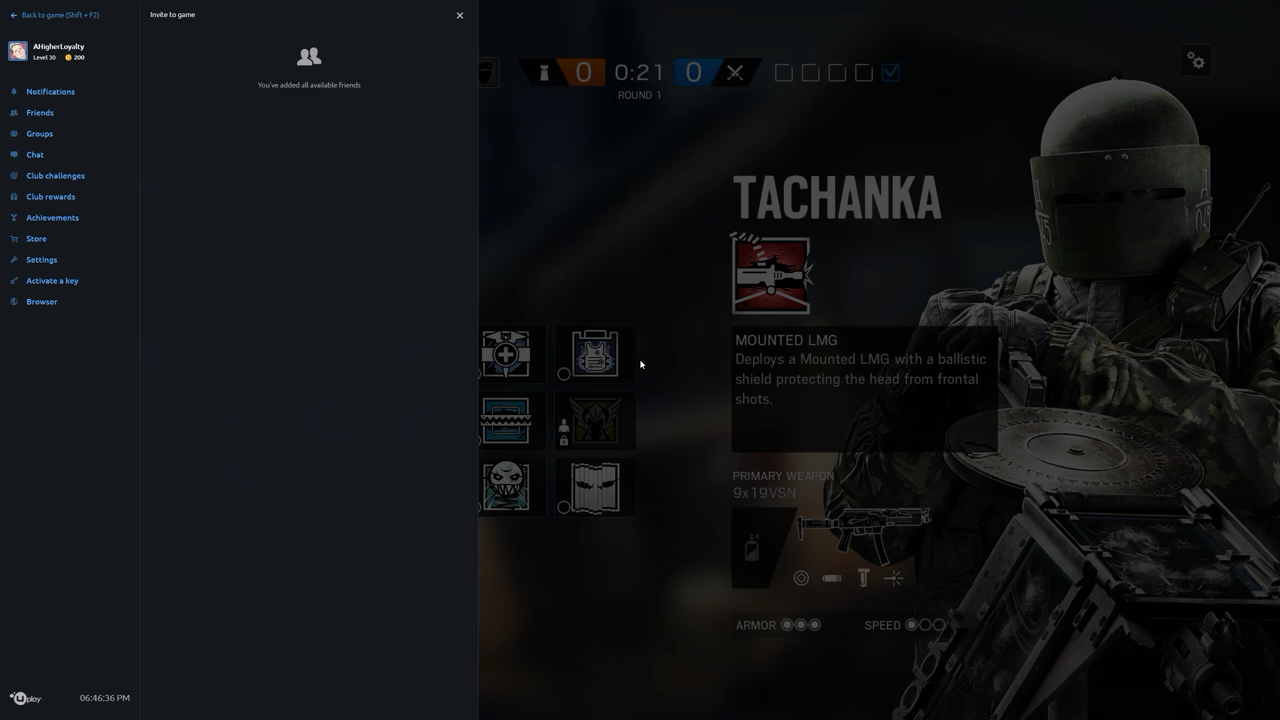 Back to game (Shift + F2)
AHigherLoyalty
Level 30
200
Notifications
Friends
Groups
Chat
Club challenges
Club rewards
Achievements
Store
Settings
Activate a key
Browser
uplay
06:46:36 PM
Invite to game
You've added all available friends
0
0:21
0
ROUND 1
TACHANKA
MOUNTED LMG
Deploys a Mounted LMG with a ballistic
shield protecting the head from frontal
shots.
PRIMARY WEAPON
9x19VSN
ARMOR
SPEED